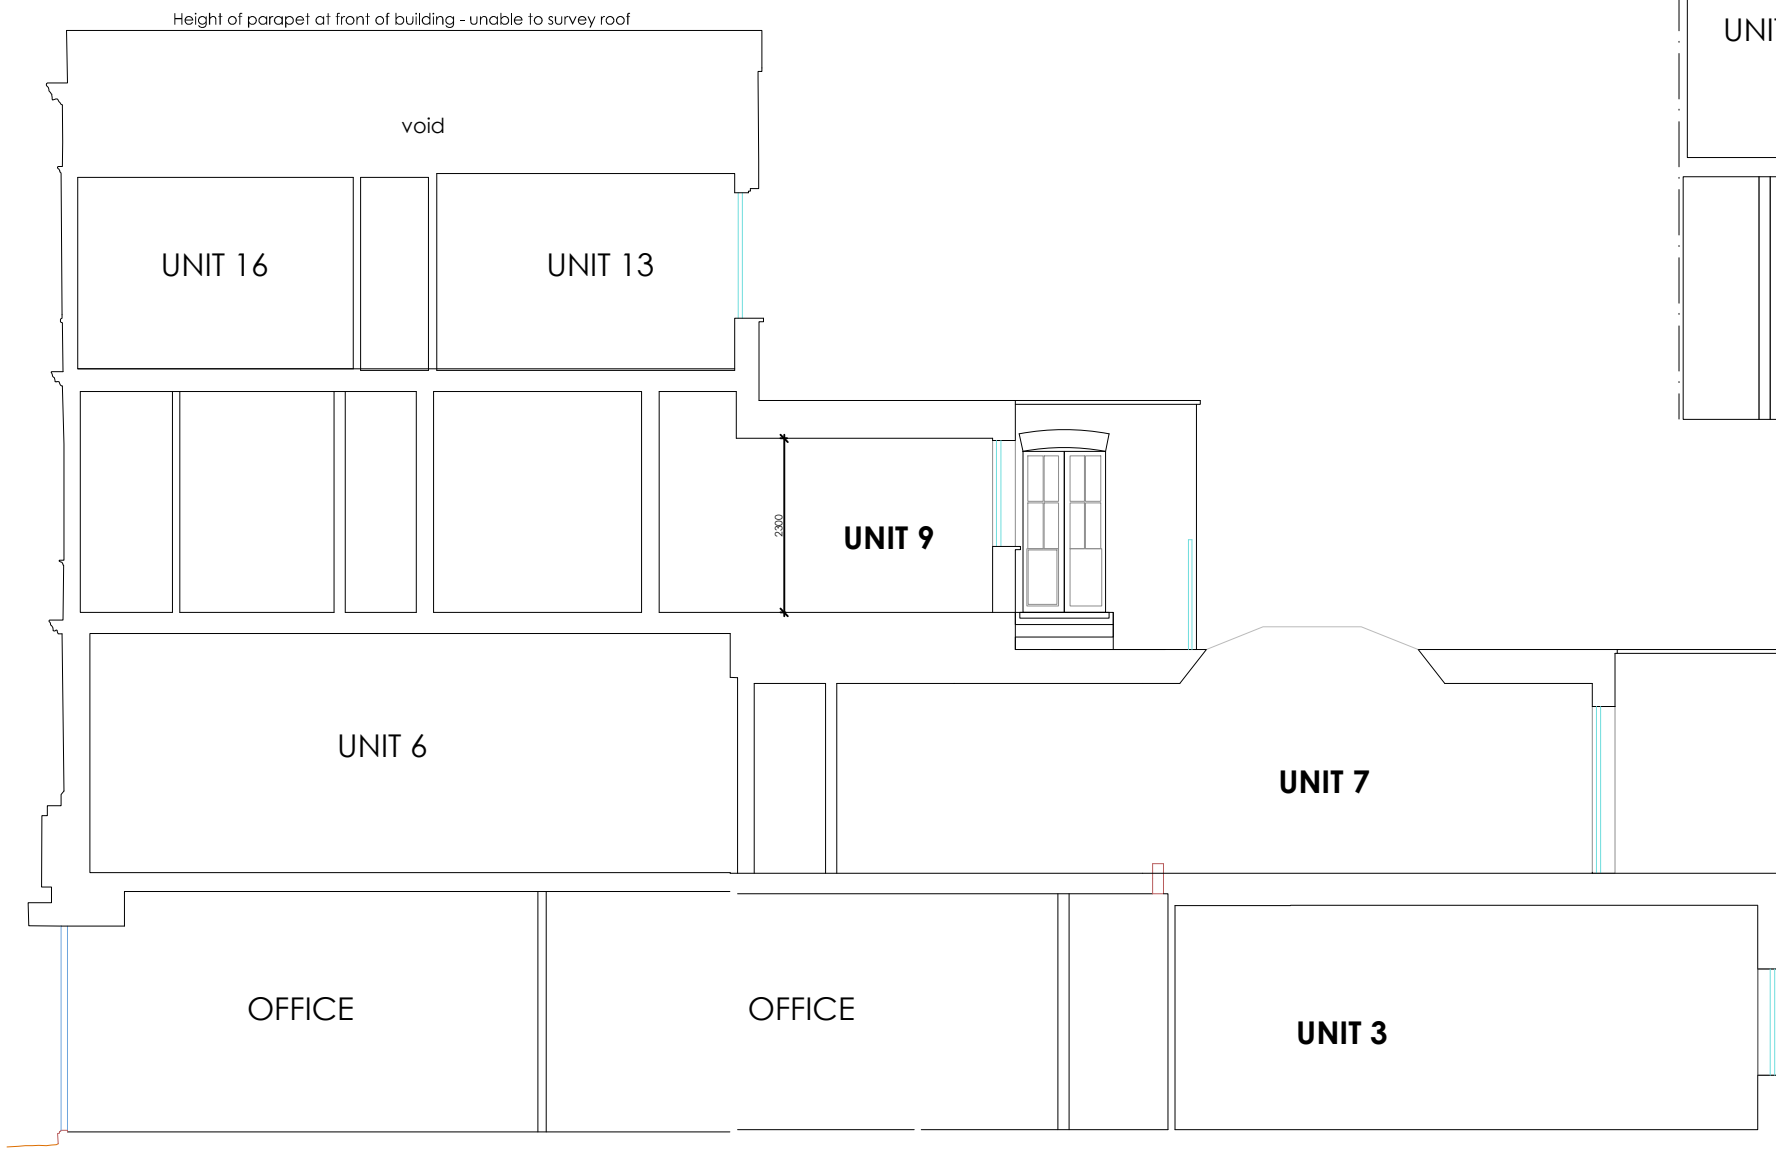 Height of parapet at front of building - unable to survey roof
UNI
void
UNIT 16
UNIT 13
2300
UNIT 9
UNIT 6
UNIT 7
OFFICE
OFFICE
UNIT 3